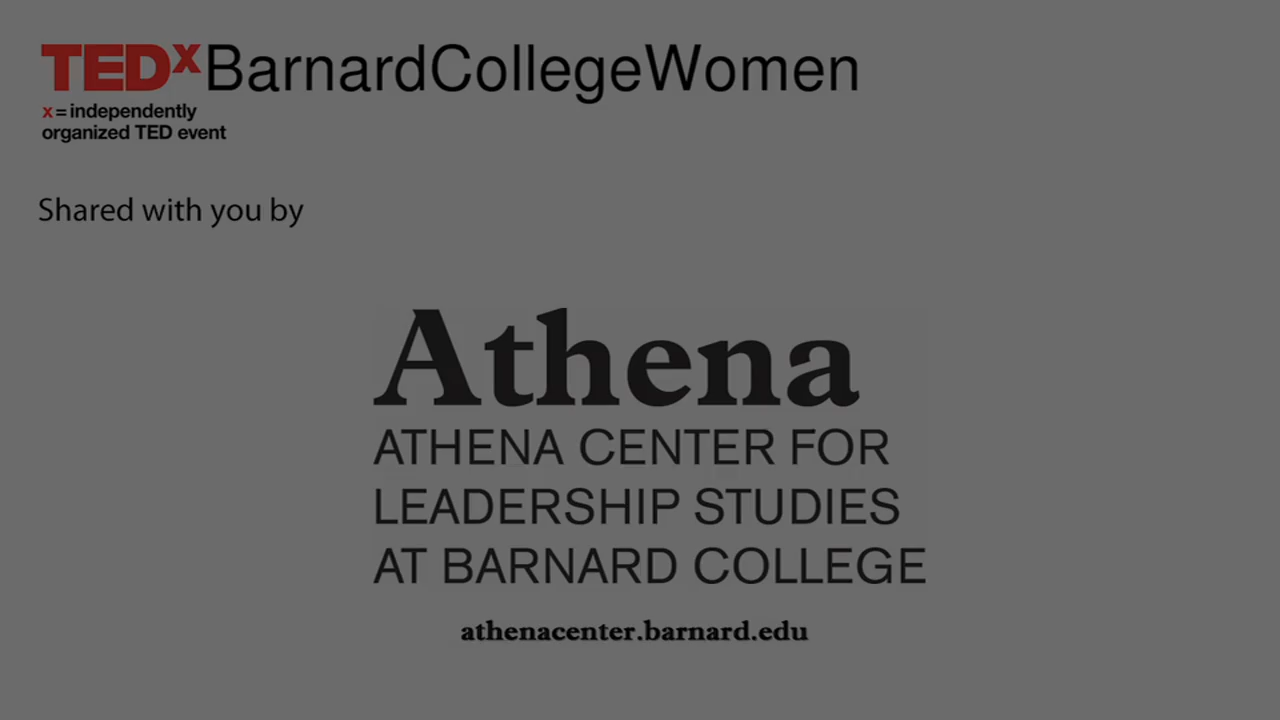 TEDxBarnardCollegeWomen
x = independently
organized TED event
Shared with you by
Athena
ATHENA CENTER FOR
LEADERSHIP STUDIES
AT BARNARD COLLEGE
athenacenter.barnard.edu